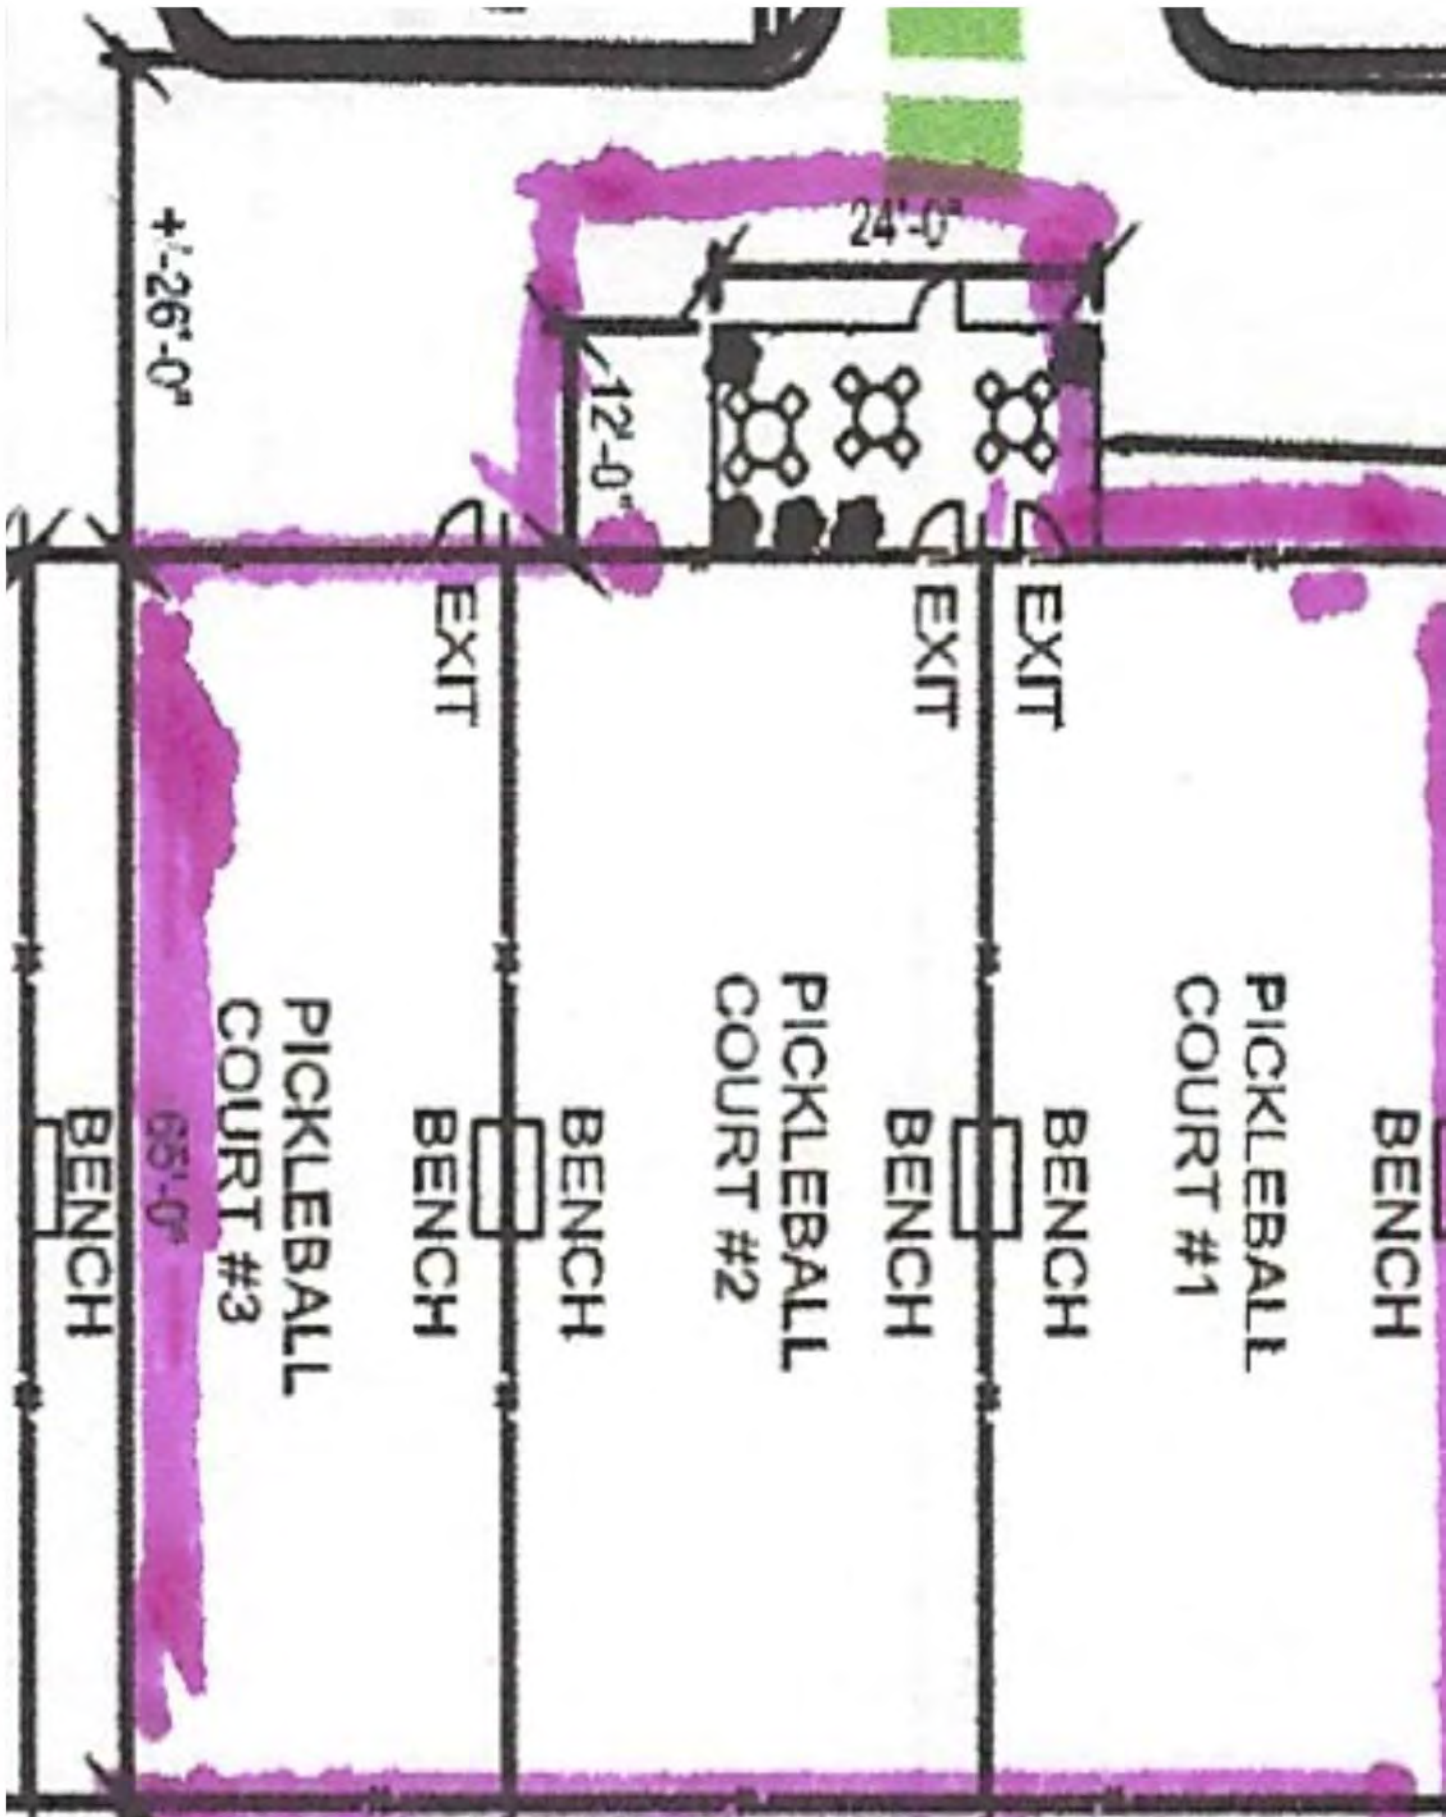 24'-0"
+/-26'-0"
12'-0"
EXIT
EXIT
EXIT
PICKLEBALL
COURT #3
PICKLEBALL
COURT #2
PICKLEBALL
COURT #1
BENCH
65'-0"
BENCH
BENCH
BENCH
BENCH
BENCH